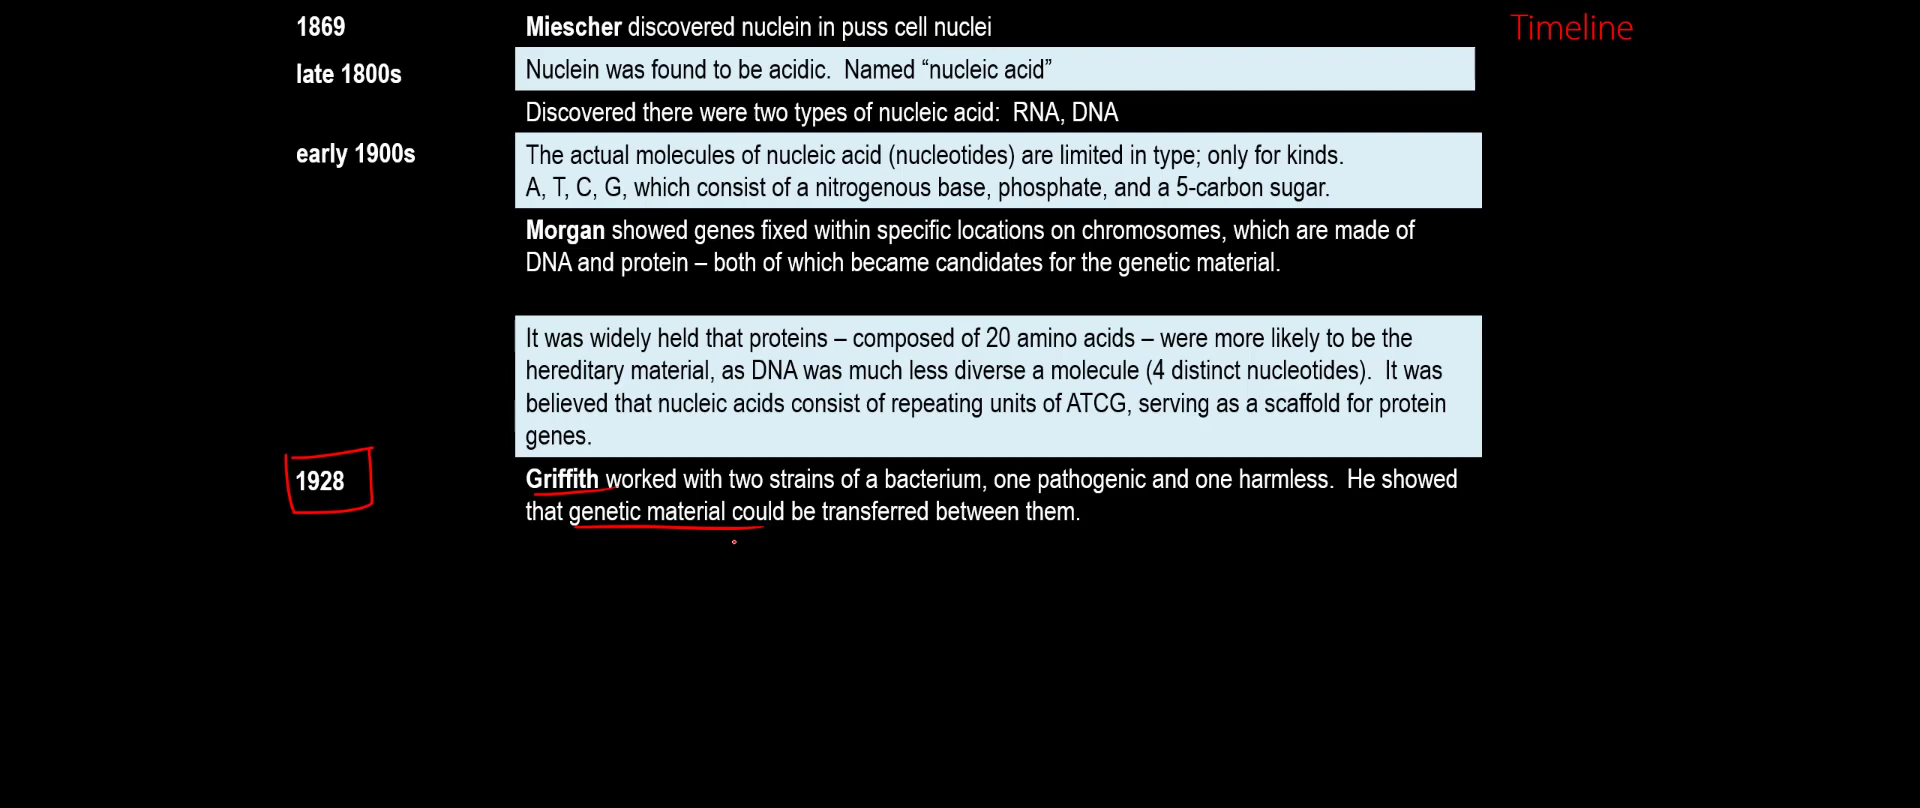 Timeline
1869
Miescher discovered nuclein in puss cell nuclei
late 1800s
Nuclein was found to be acidic. Named “nucleic acid”
Discovered there were two types of nucleic acid: RNA, DNA
early 1900s
The actual molecules of nucleic acid (nucleotides) are limited in type; only for kinds.
A, T, C, G, which consist of a nitrogenous base, phosphate, and a 5-carbon sugar.
Morgan showed genes fixed within specific locations on chromosomes, which are made of
DNA and protein – both of which became candidates for the genetic material.
It was widely held that proteins – composed of 20 amino acids – were more likely to be the
hereditary material, as DNA was much less diverse a molecule (4 distinct nucleotides). It was
believed that nucleic acids consist of repeating units of ATCG, serving as a scaffold for protein
genes.
1928
Griffith worked with two strains of a bacterium, one pathogenic and one harmless. He showed
that genetic material could be transferred between them.